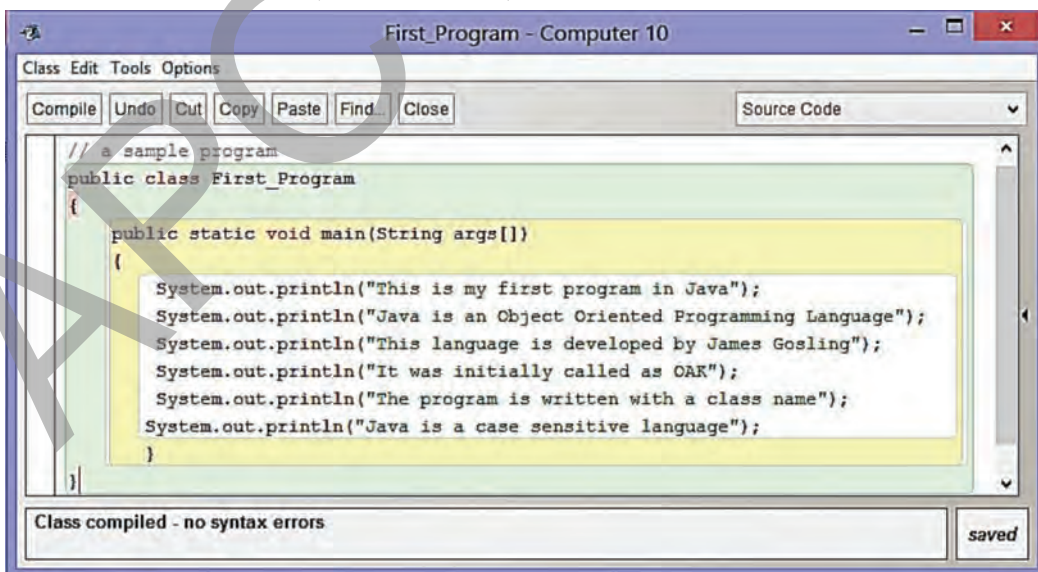 First_Program - Computer 10
Class Edit Tools Options
Compile Undo Cut Copy Paste Find... Close Source Code
// a sample program
public class First_Program
{
public static void main(String args[])
{
System.out.println("This is my first program in Java");
System.out.println("Java is an Object Oriented Programming Language");
System.out.println("This language is developed by James Gosling");
System.out.println("It was initially called as OAK");
System.out.println("The program is written with a class name");
System.out.println("Java is a case sensitive language");
}
}
Class compiled - no syntax errors
saved
APC